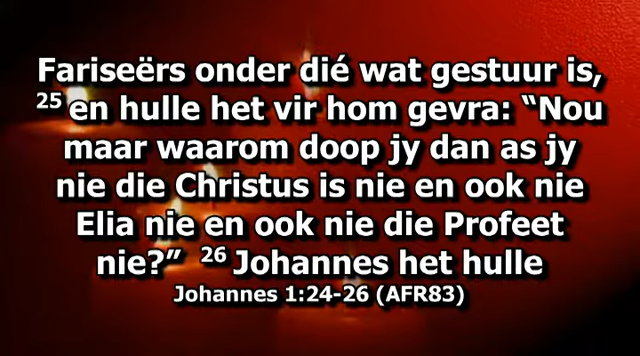 Fariseërs onder dié wat gestuur is,
25 en hulle het vir hom gevra: “Nou
maar waarom doop jy dan as jy
nie die Christus is nie en ook nie
Elia nie en ook nie die Profeet
nie?” 26 Johannes het hulle
Johannes 1:24-26 (AFR83)